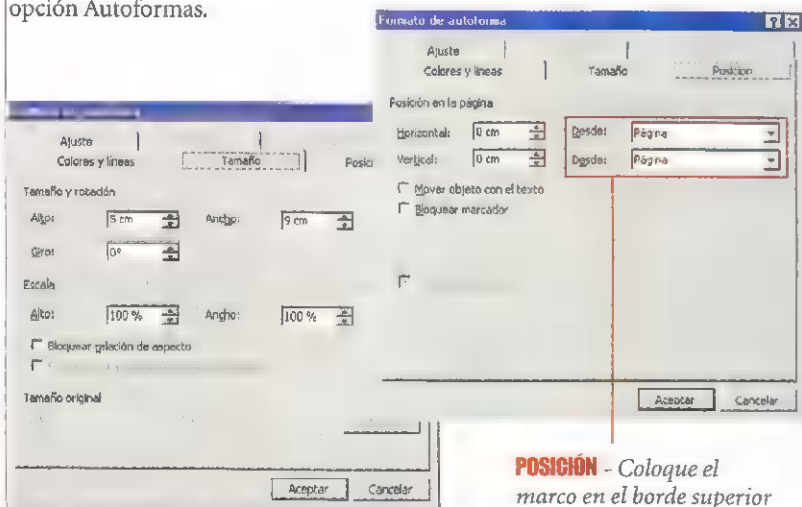 opción Autoformas.
Formato de autoforma
Ajuste
Colores y líneas
Tamaño
Posición
Posición en la página
Horizontal: 0 cm Desde: Página
Vertical: 0 cm Desde: Página
Mover objeto con el texto
Bloquear marcador
Aceptar Cancelar
Ajuste
Colores y líneas
Tamaño
Posici
Tamaño y rotación
Alto: 5 cm Ancho: 9 cm
Giro: 0°
Escala
Alto: 100 % Ancho: 100 %
Bloquear relación de aspecto
Tamaño original
Aceptar Cancelar
POSICIÓN - Coloque el
marco en el borde superior